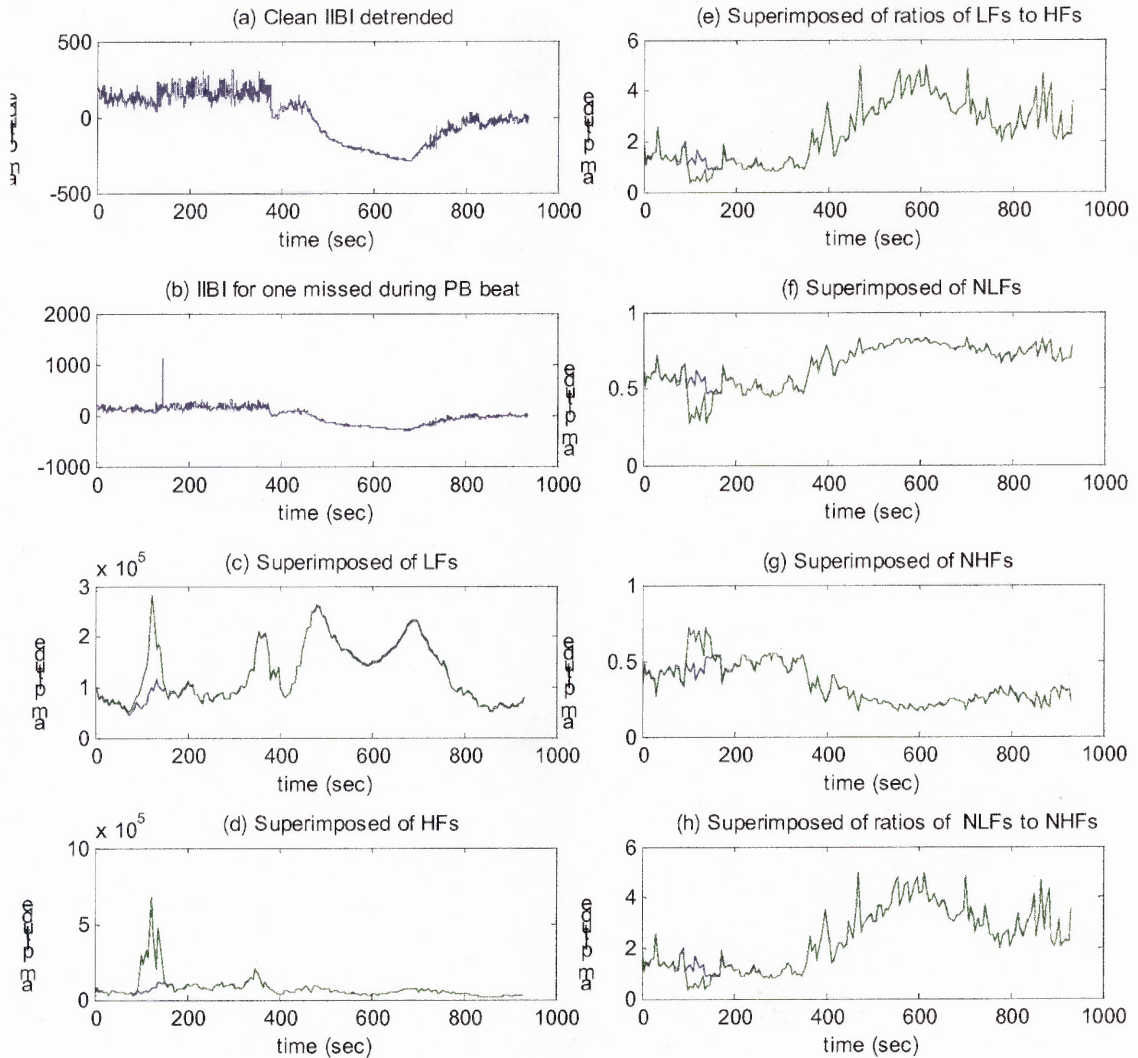 (a) Clean IIBI detrended
500
0
-500
0 200 400 600 800 1000
time (sec)
(b) IIBI for one missed during PB beat
2000
1000
0
-1000
0 200 400 600 800 1000
time (sec)
x 10^5
(c) Superimposed of LFs
3
2
1
0
0 200 400 600 800 1000
time (sec)
x 10^5
(d) Superimposed of HFs
10
5
0
0 200 400 600 800 1000
time (sec)
(e) Superimposed of ratios of LFs to HFs
6
4
2
0
0 200 400 600 800 1000
time (sec)
(f) Superimposed of NLFs
1
0.5
0
0 200 400 600 800 1000
time (sec)
(g) Superimposed of NHFs
1
0.5
0
0 200 400 600 800 1000
time (sec)
(h) Superimposed of ratios of NLFs to NHFs
6
4
2
0
0 200 400 600 800 1000
time (sec)